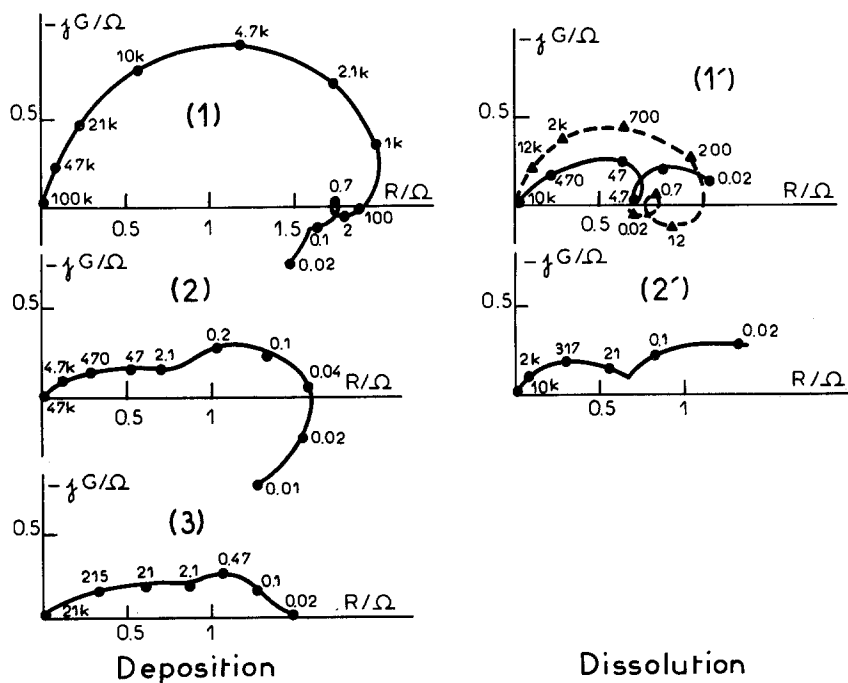 -jG/Ω
4.7k
10k
2.1k
0.5
(1)
21k
1k
47k
0.7
R/Ω
100k
100
0.5
1
1.5
0.1
2
0.02
-jG/Ω
(2)
0.5
0.2
0.1
4.7k
470
47
2.1
0.04
R/Ω
47k
0.5
1
0.02
0.01
-jG/Ω
(3)
0.5
0.47
215
21
2.1
0.1
0.02
R/Ω
21k
0.5
1
Deposition
-jG/Ω
(1')
0.5
2k
700
12k
200
470
47
0.02
R/Ω
10k
4.7
0.7
0.5
0.02
12
-jG/Ω
(2')
0.5
317
0.1
0.02
2k
21
R/Ω
10k
0.5
1
Dissolution